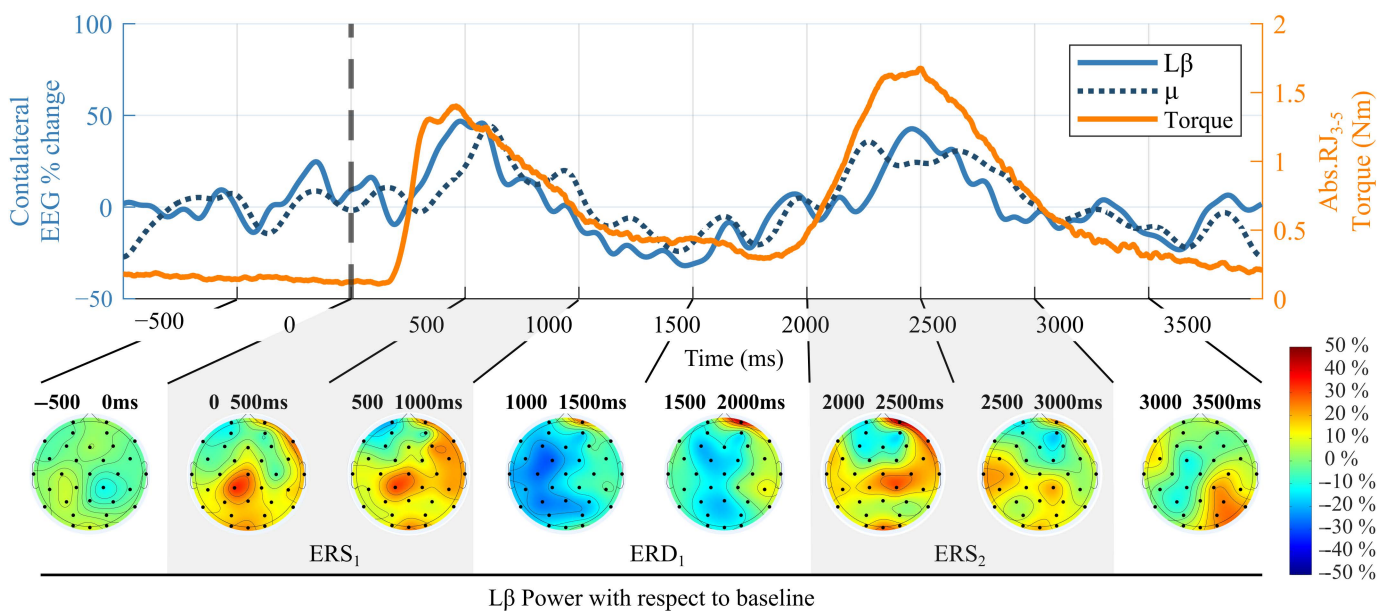 100
50
0
−50
Contalateral
EEG % change
2
1.5
1
0.5
0
Abs.RJ3-5
Torque (Nm)
Lβ
μ
Torque
−500
0
500
1000
1500
2000
2500
3000
3500
Time (ms)
−500 0ms
0 500ms
500 1000ms
1000 1500ms
1500 2000ms
2000 2500ms
2500 3000ms
3000 3500ms
50 %
40 %
30 %
20 %
10 %
0 %
−10 %
−20 %
−30 %
−40 %
−50 %
ERS1
ERD1
ERS2
Lβ Power with respect to baseline